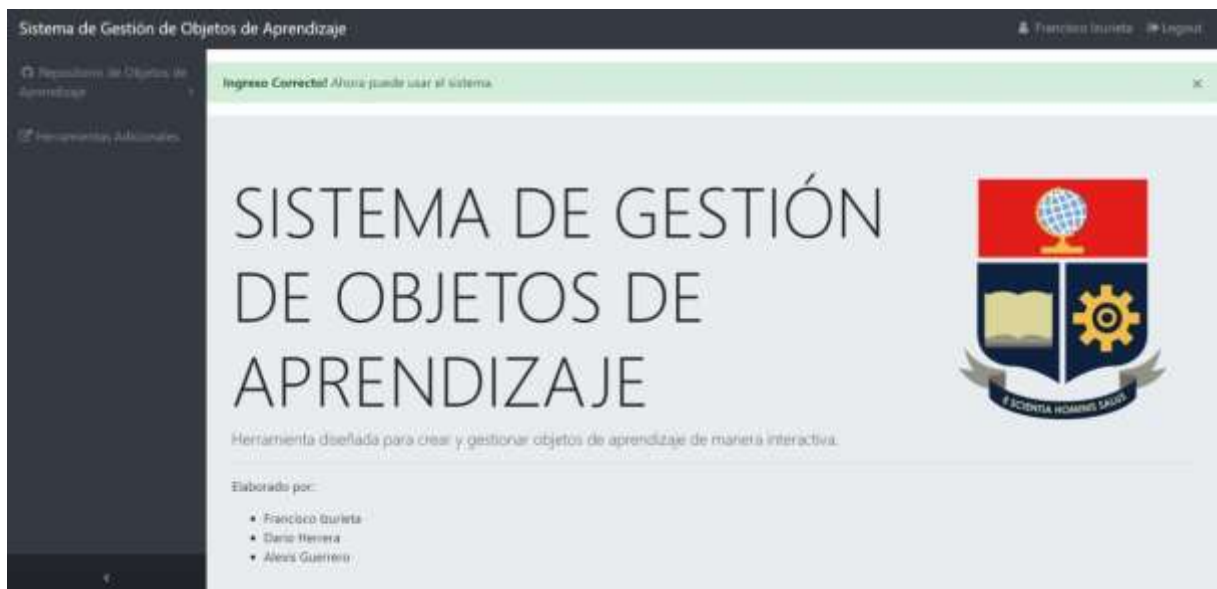 Sistema de Gestión de Objetos de Aprendizaje
Francisco Izurieta
Logout
Repositorio de Objetos de
Aprendizaje
Herramientas Adicionales
Ingreso Correcto! Ahora puede usar el sistema.
×
SISTEMA DE GESTIÓN
DE OBJETOS DE
APRENDIZAJE
E SCIENTIA HOMINIS SALUS
Herramienta diseñada para crear y gestionar objetos de aprendizaje de manera interactiva.
Elaborado por:
Francisco Izurieta
Dario Herrera
Alexis Guerrero